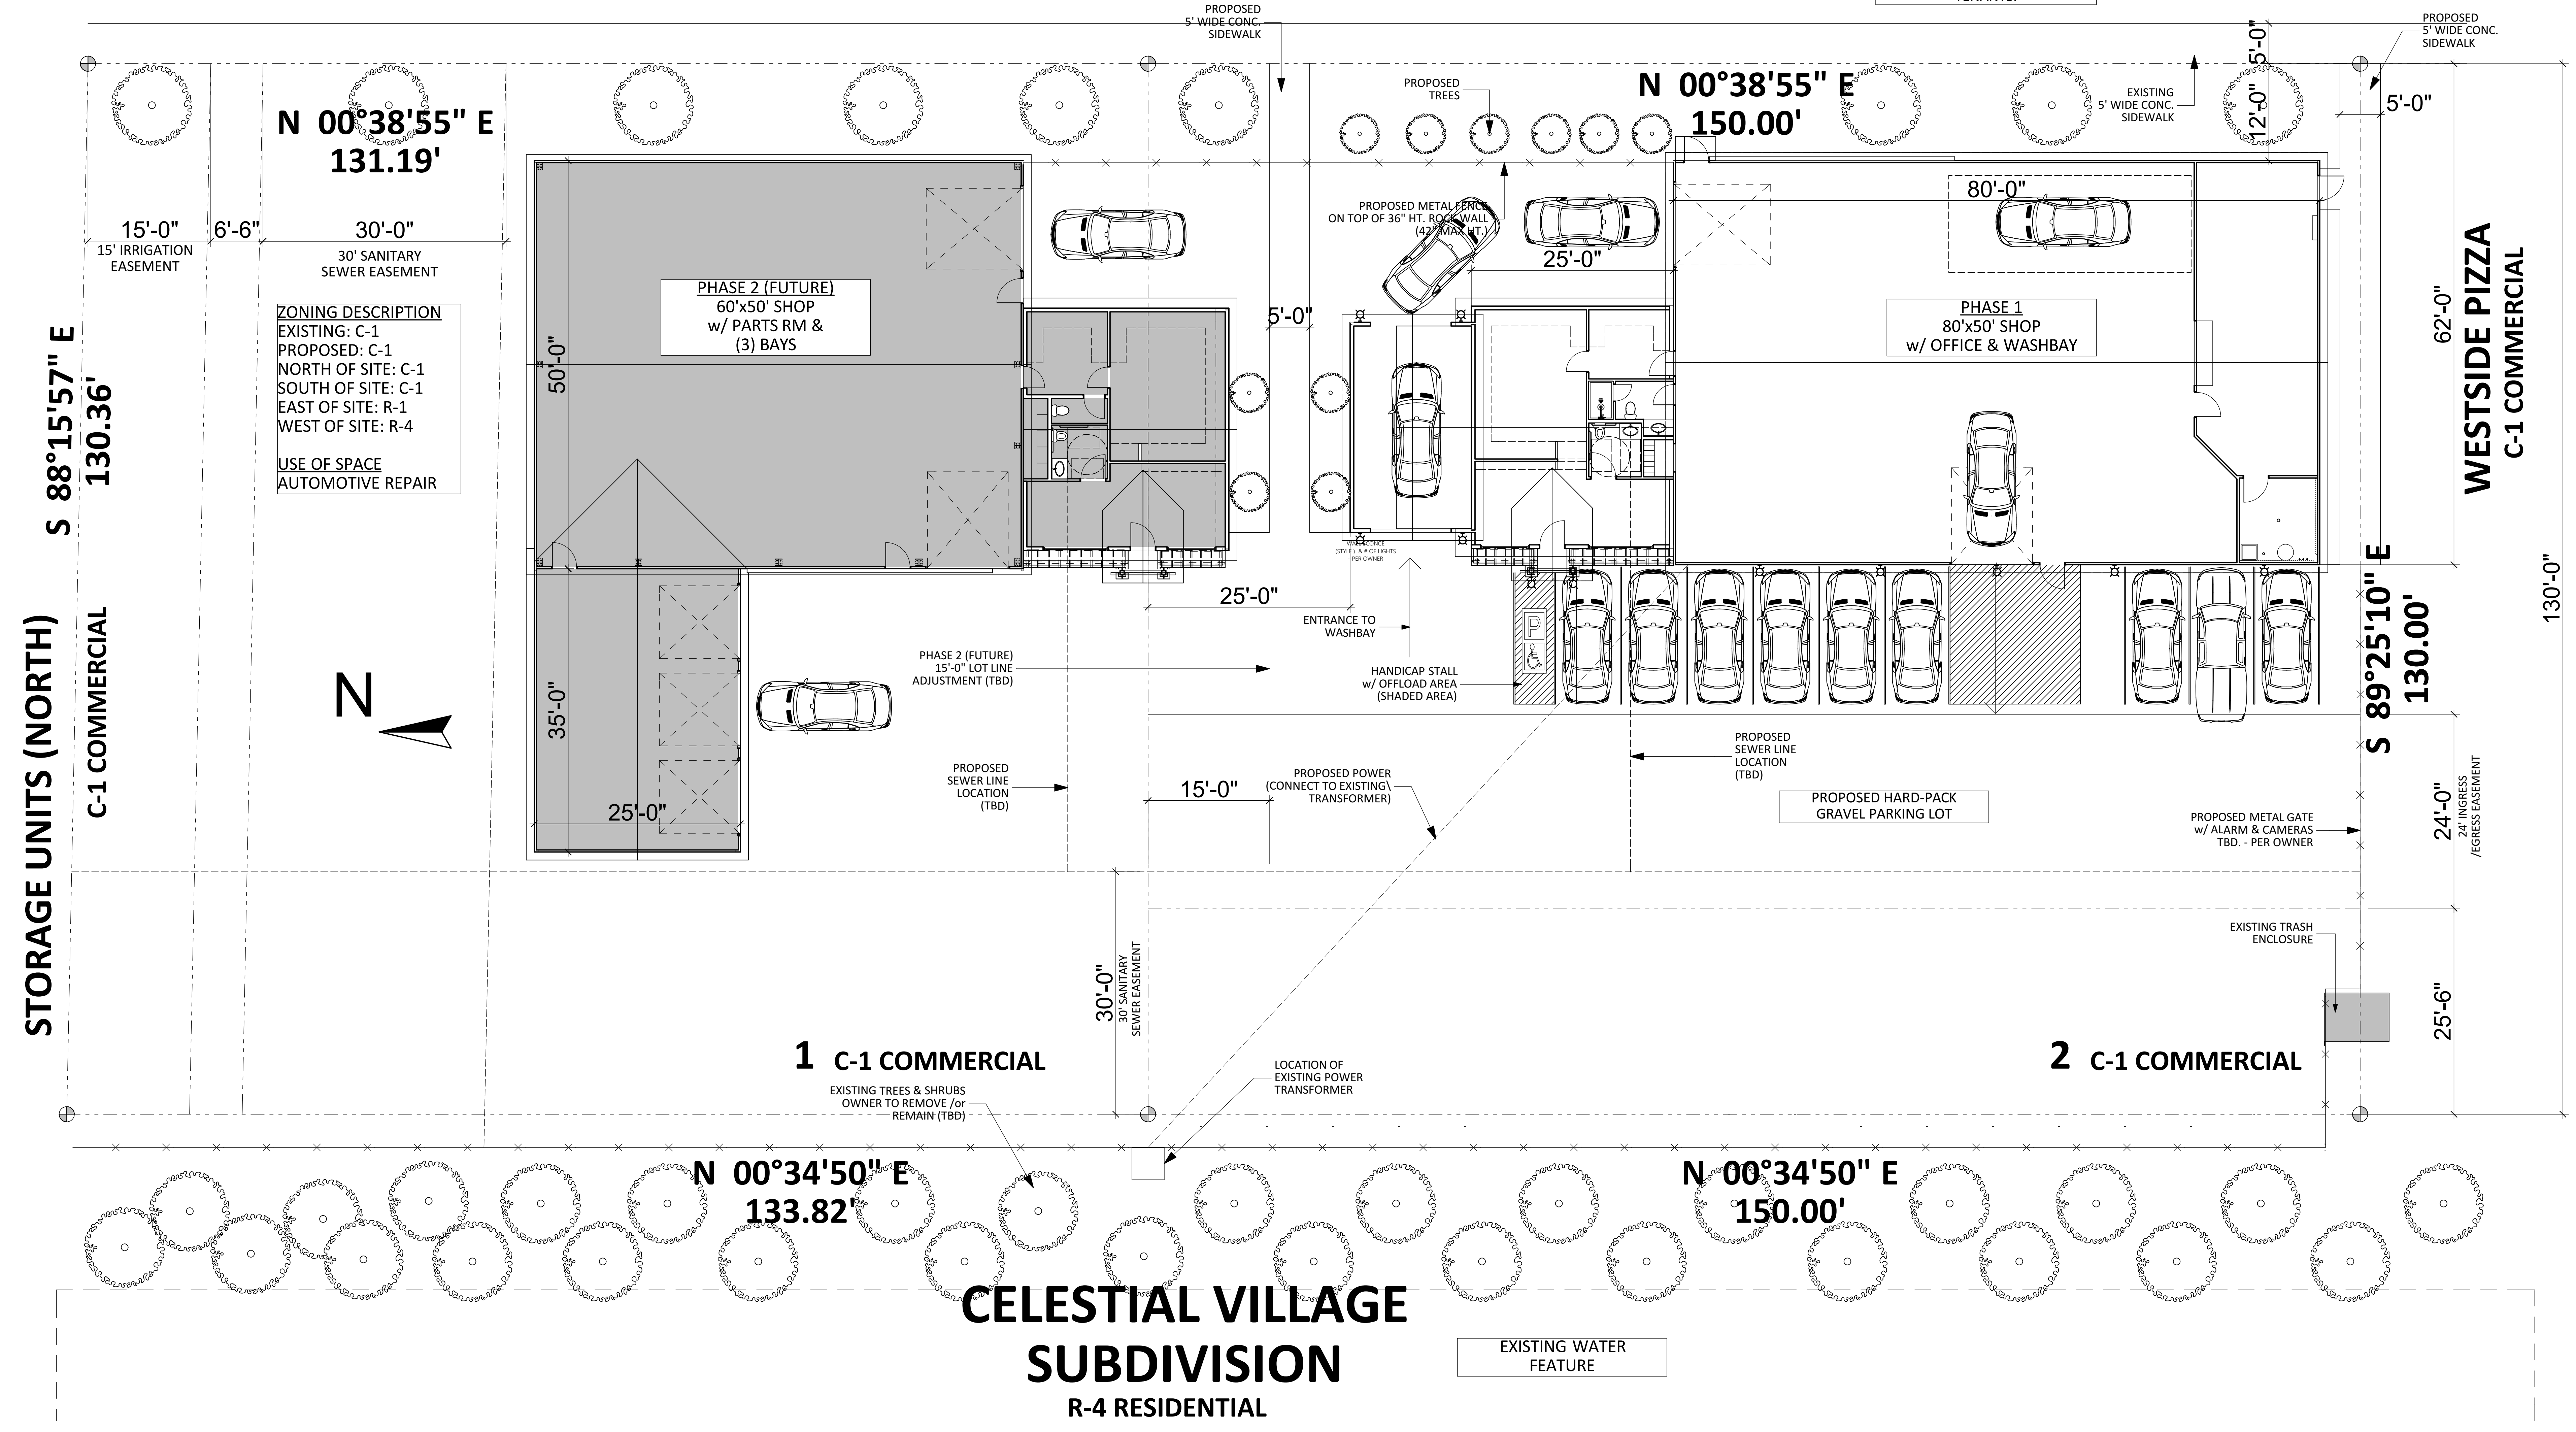 TENANTS.
PROPOSED
5' WIDE CONC.
SIDEWALK
PROPOSED
5' WIDE CONC.
SIDEWALK
5'-0"
12'-0"
5'-0"
EXISTING
5' WIDE CONC.
SIDEWALK
PROPOSED
TREES
N 00°38'55" E
150.00'
N 00°38'55" E
131.19'
15'-0"
15' IRRIGATION
EASEMENT
6'-6"
30'-0"
30' SANITARY
SEWER EASEMENT
ZONING DESCRIPTION
EXISTING: C-1
PROPOSED: C-1
NORTH OF SITE: C-1
SOUTH OF SITE: C-1
EAST OF SITE: R-1
WEST OF SITE: R-4
USE OF SPACE
AUTOMOTIVE REPAIR
S 88°15'57" E
130.36'
STORAGE UNITS (NORTH)
C-1 COMMERCIAL
N
PHASE 2 (FUTURE)
60'x50' SHOP
w/ PARTS RM &
(3) BAYS
50'-0"
35'-0"
25'-0"
PROPOSED METAL FENCE
ON TOP OF 36" HT. ROCK WALL
(42" MAX HT.)
25'-0"
5'-0"
80'-0"
PHASE 1
80'x50' SHOP
w/ OFFICE & WASHBAY
62'-0"
WESTSIDE PIZZA
C-1 COMMERCIAL
130'-0"
S 89°25'10" E
130.00'
(STYLE ) & # OF LIGHTS
- PER OWNER
25'-0"
ENTRANCE TO
WASHBAY
PHASE 2 (FUTURE)
15'-0" LOT LINE
ADJUSTMENT (TBD)
HANDICAP STALL
w/ OFFLOAD AREA
(SHADED AREA)
P
PROPOSED
SEWER LINE
LOCATION
(TBD)
15'-0"
PROPOSED POWER
(CONNECT TO EXISTING\
TRANSFORMER)
PROPOSED
SEWER LINE
LOCATION
(TBD)
PROPOSED HARD-PACK
GRAVEL PARKING LOT
PROPOSED METAL GATE
w/ ALARM & CAMERAS
TBD. - PER OWNER
24'-0"
24' INGRESS
/EGRESS EASEMENT
EXISTING TRASH
ENCLOSURE
25'-6"
30'-0"
30' SANITARY
SEWER EASEMENT
1 C-1 COMMERCIAL
2 C-1 COMMERCIAL
EXISTING TREES & SHRUBS
OWNER TO REMOVE /or
REMAIN (TBD)
LOCATION OF
EXISTING POWER
TRANSFORMER
N 00°34'50" E
133.82'
N 00°34'50" E
150.00'
CELESTIAL VILLAGE
SUBDIVISION
R-4 RESIDENTIAL
EXISTING WATER
FEATURE